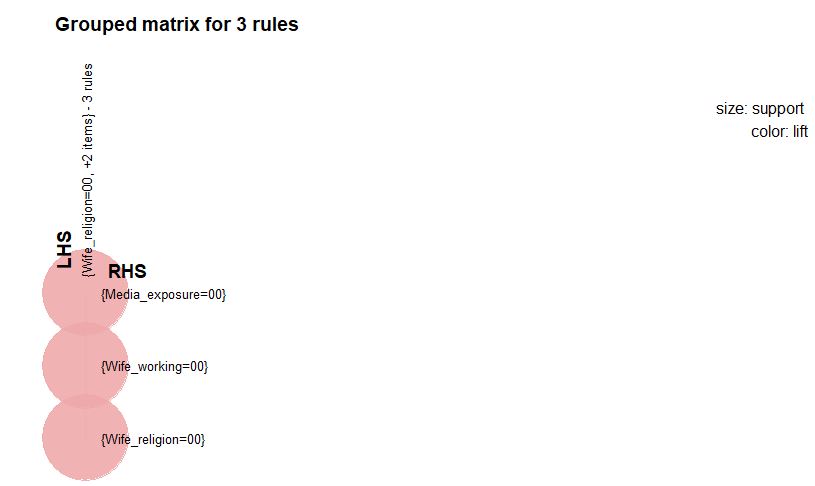 Grouped matrix for 3 rules
size: support
color: lift
{Wife_religion=00, +2 items} - 3 rules
LHS
RHS
{Media_exposure=00}
{Wife_working=00}
{Wife_religion=00}